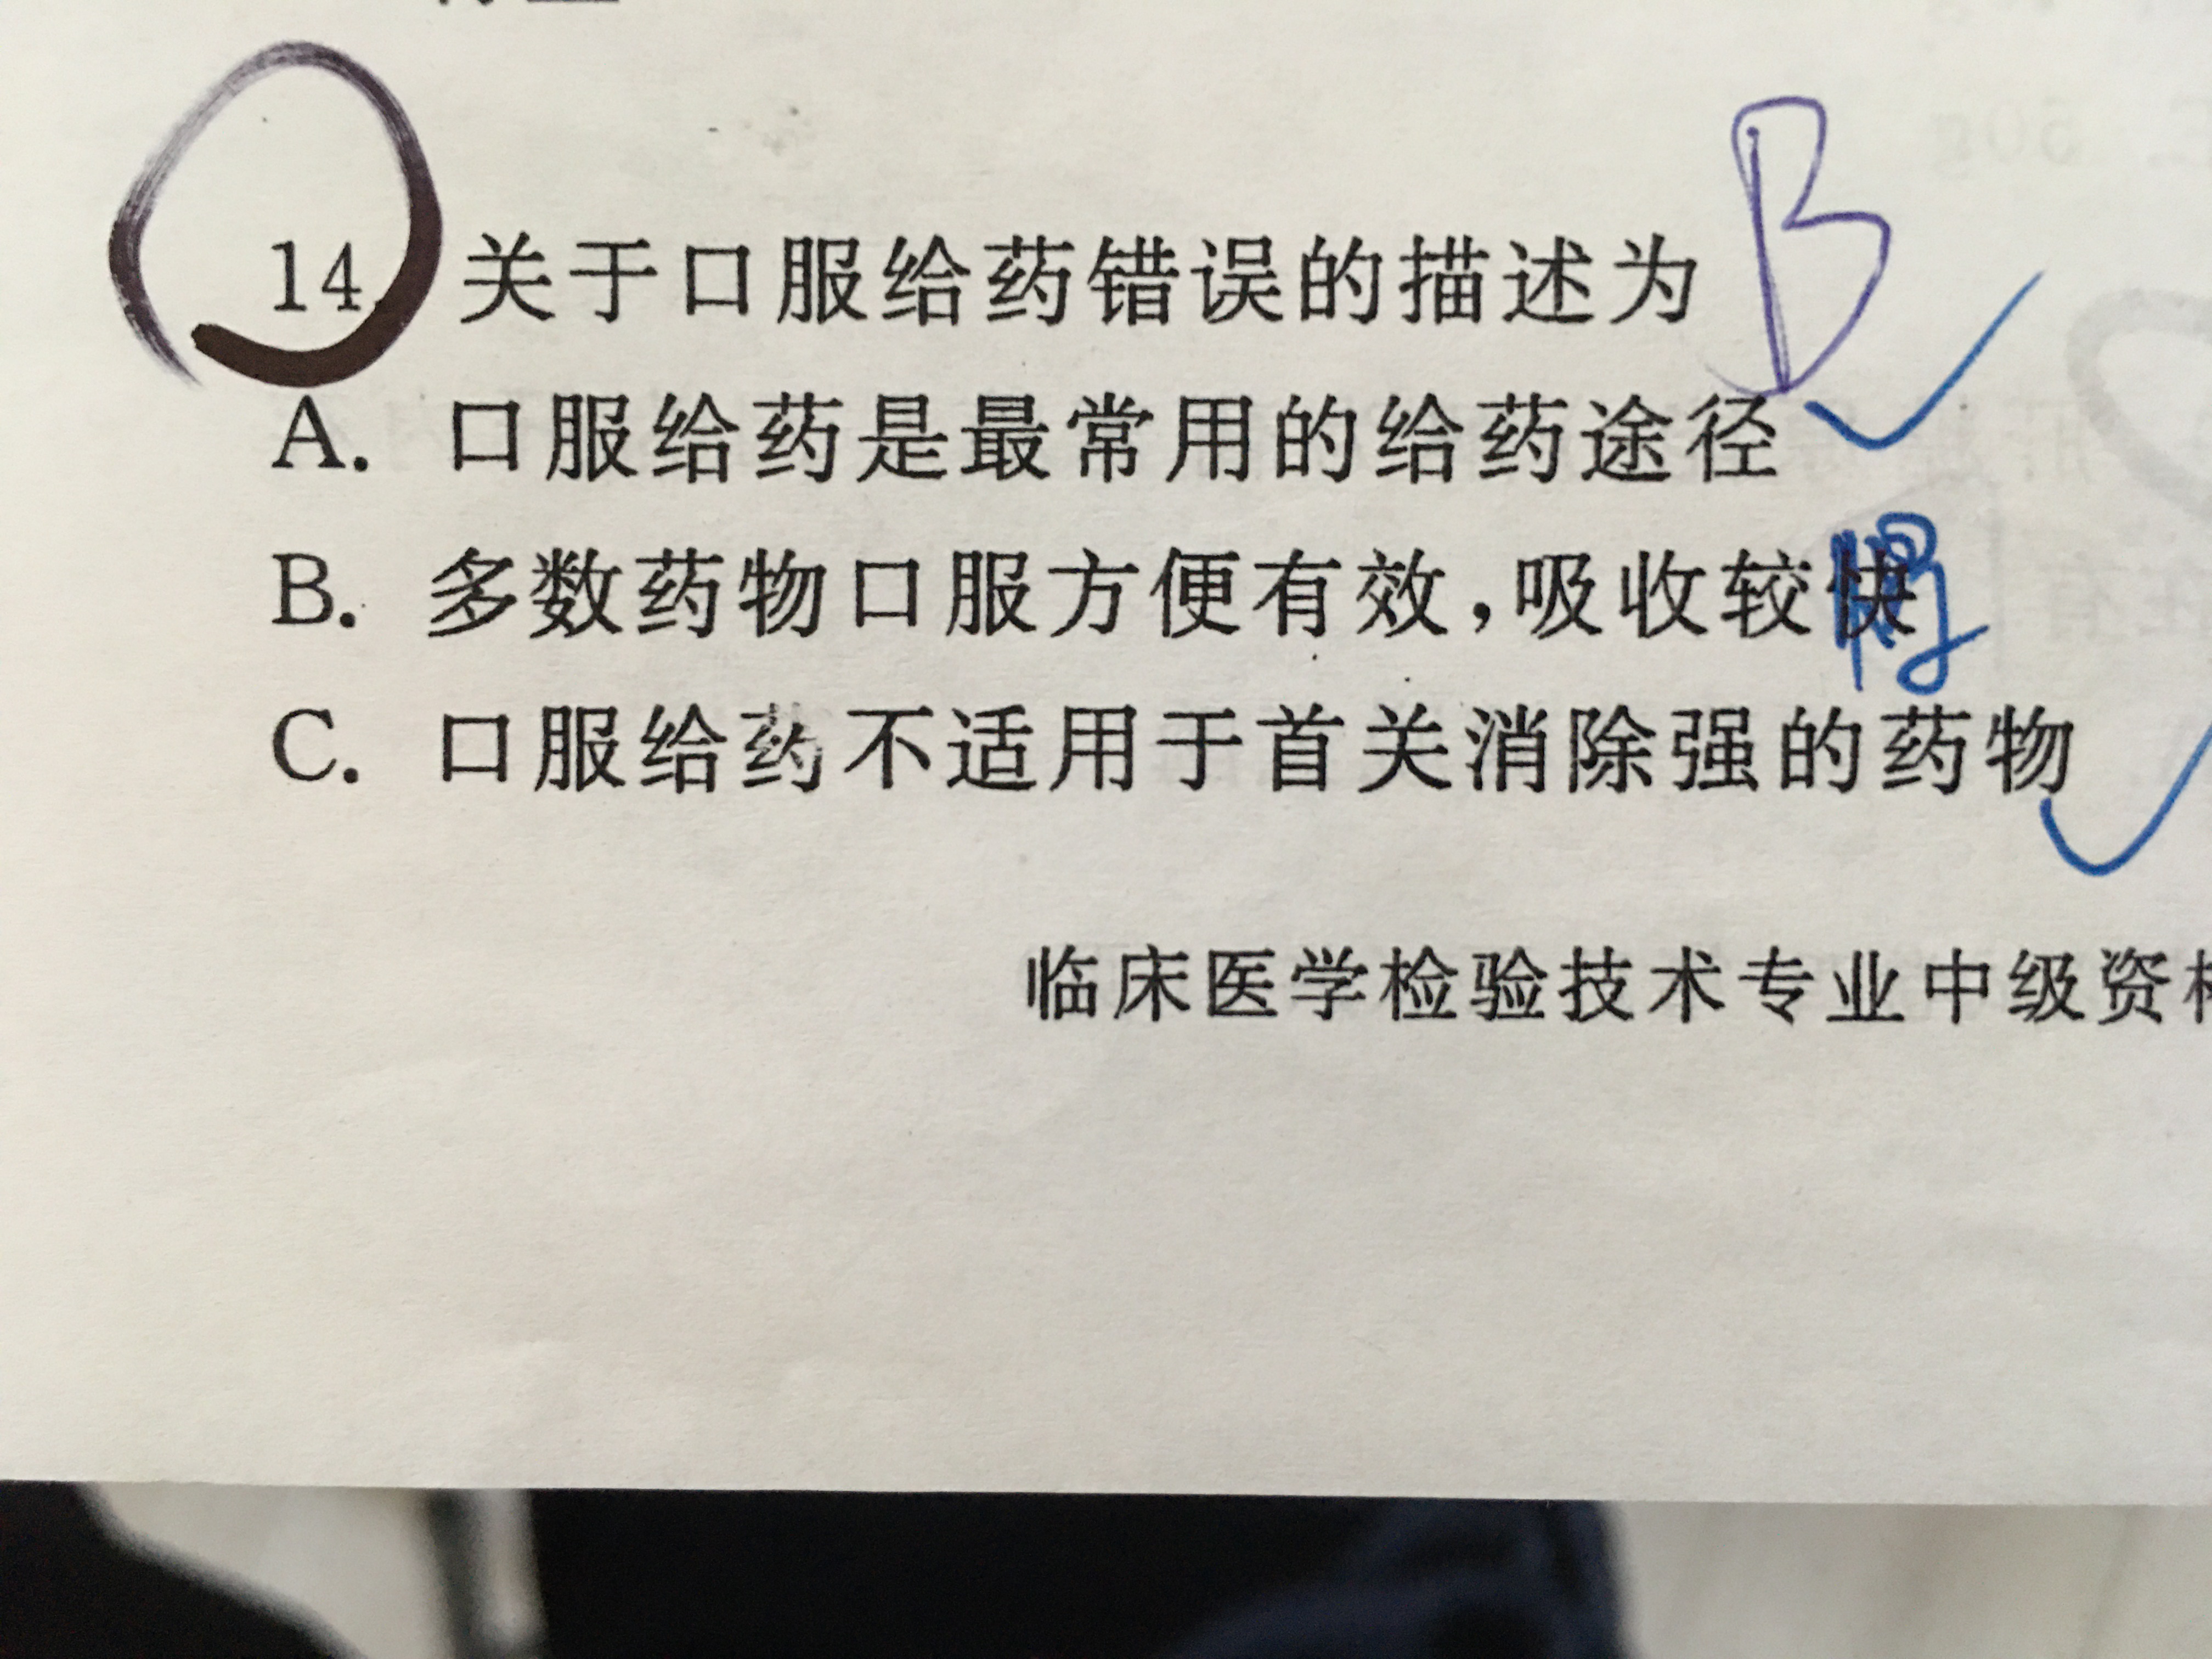 14. 关于口服给药错误的描述为 B
A. 口服给药是最常用的给药途径
B. 多数药物口服方便有效，吸收较快
C. 口服给药不适用于首关消除强的药物
临床医学检验技术专业中级资